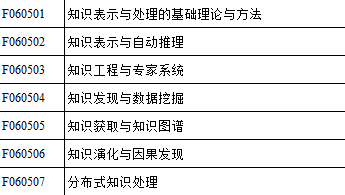 F060501 知识表示与处理的基础理论与方法
F060502 知识表示与自动推理
F060503 知识工程与专家系统
F060504 知识发现与数据挖掘
F060505 知识获取与知识图谱
F060506 知识演化与因果发现
F060507 分布式知识处理